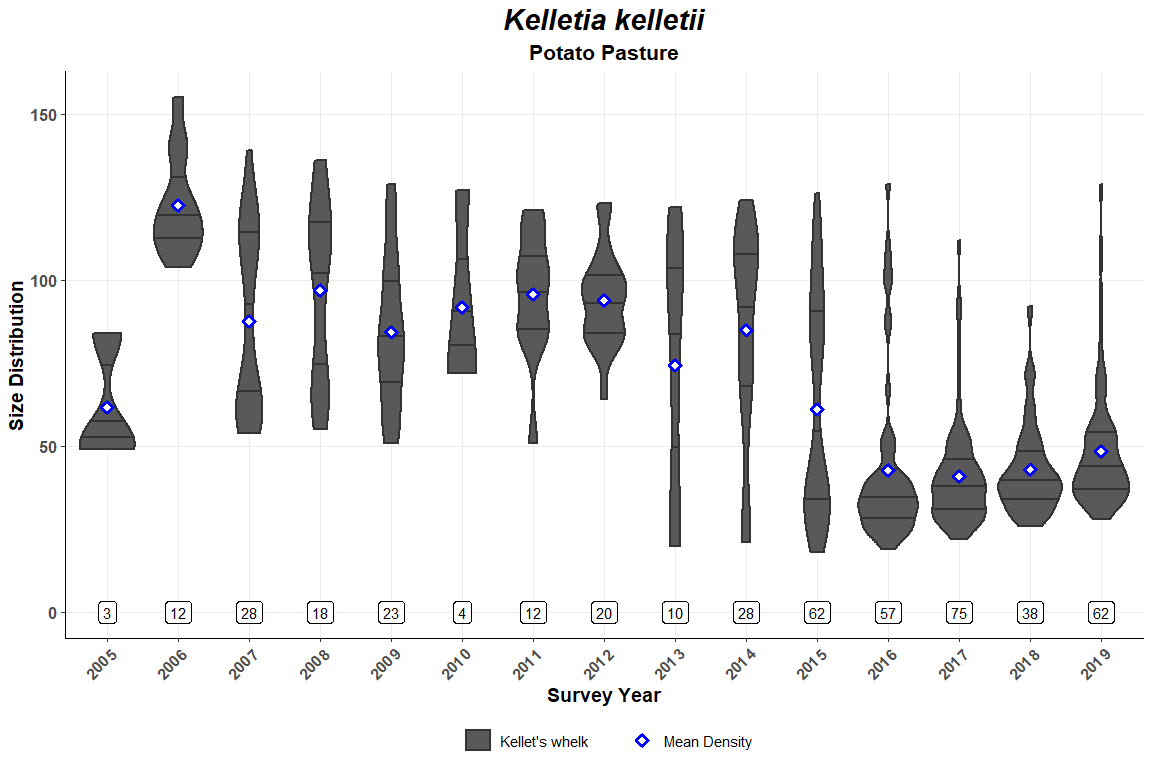 Kelletia kelletii
Potato Pasture
Size Distribution
150
100
50
0
3 12 28 18 23 4 12 20 10 28 62 57 75 38 62
2005 2006 2007 2008 2009 2010 2011 2012 2013 2014 2015 2016 2017 2018 2019
Survey Year
Kellet's whelk Mean Density